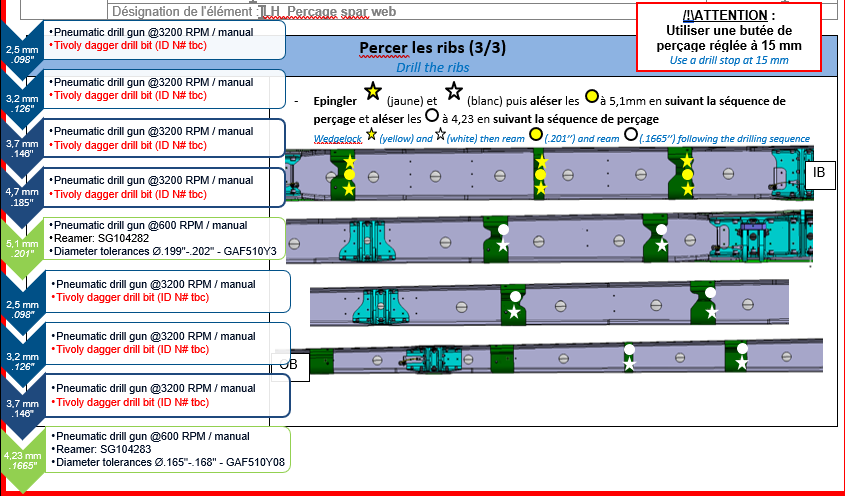 Désignation de l'élément : LH_Perçage spar web
/!\ATTENTION :
Utiliser une butée de
perçage réglée à 15 mm
Use a drill stop at 15 mm
Percer les ribs (3/3)
Drill the ribs
- Epingler (jaune) et (blanc) puis aléser les à 5,1mm en suivant la séquence de
perçage et aléser les à 4,23 en suivant la séquence de perçage
Wedgelock (yellow) and (white) then ream (.201’’) and ream (.1665’’) following the drilling sequence
IB
OB
2,5 mm
.098"
•Pneumatic drill gun @3200 RPM / manual
•Tivoly dagger drill bit (ID N# tbc)
3,2 mm
.126"
•Pneumatic drill gun @3200 RPM / manual
•Tivoly dagger drill bit (ID N# tbc)
3,7 mm
.146"
•Pneumatic drill gun @3200 RPM / manual
•Tivoly dagger drill bit (ID N# tbc)
4,7 mm
.185"
•Pneumatic drill gun @3200 RPM / manual
•Tivoly dagger drill bit (ID N# tbc)
5,1 mm
.201"
•Pneumatic drill gun @600 RPM / manual
•Reamer: SG104282
•Diameter tolerances Ø.199"-.202" - GAF510Y3
2,5 mm
.098"
•Pneumatic drill gun @3200 RPM / manual
•Tivoly dagger drill bit (ID N# tbc)
3,2 mm
.126"
•Pneumatic drill gun @3200 RPM / manual
•Tivoly dagger drill bit (ID N# tbc)
3,7 mm
.146"
•Pneumatic drill gun @3200 RPM / manual
•Tivoly dagger drill bit (ID N# tbc)
4,23 mm
.1665"
•Pneumatic drill gun @600 RPM / manual
•Reamer: SG104283
•Diameter tolerances Ø.165"-.168" - GAF510Y08